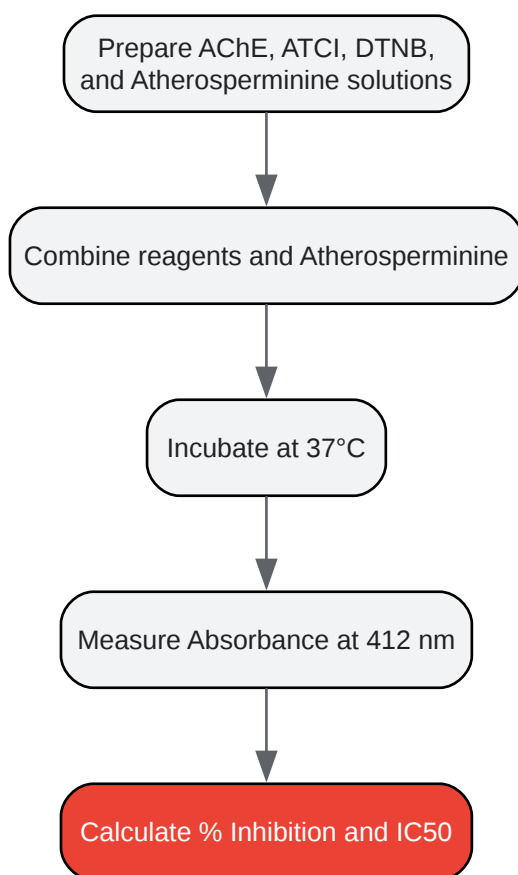 Prepare AChE, ATCI, DTNB,
and Atherosperminine solutions
Combine reagents and Atherosperminine
Incubate at 37°C
Measure Absorbance at 412 nm
Calculate % Inhibition and IC50